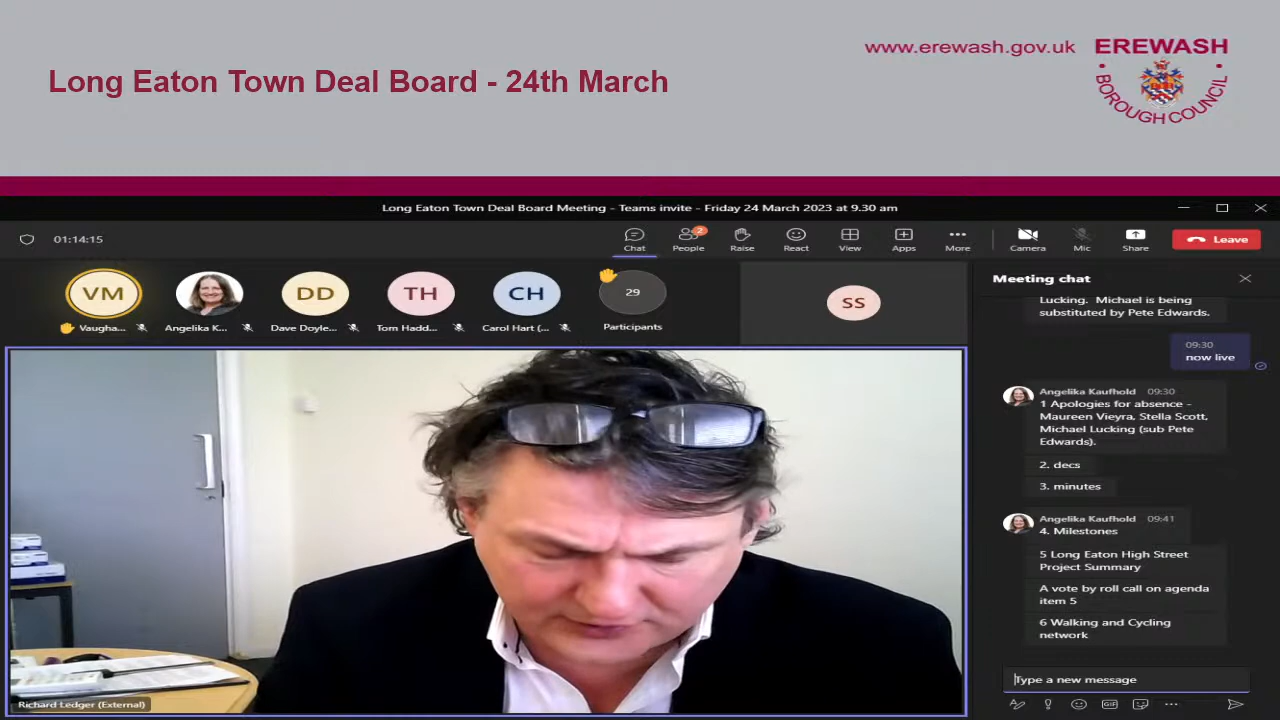 www.erewash.gov.uk
EREWASH
BOROUGH COUNCIL
Long Eaton Town Deal Board - 24th March
Long Eaton Town Deal Board Meeting - Teams invite - Friday 24 March 2023 at 9.30 am
01:14:15
Chat
2
People
Raise
React
View
Apps
More
Camera
Mic
Share
Leave
VM
DD
TH
CH
29
SS
Vaugha...
Angelika K...
Dave Doyle...
Tom Hadd...
Carol Hart (...
Participants
Richard Ledger (External)
Meeting chat
Lucking. Michael is being
substituted by Pete Edwards.
09:30
now live
Angelika Kaufhold 09:30
1 Apologies for absence -
Maureen Vieyra, Stella Scott,
Michael Lucking (sub Pete
Edwards).
2. decs
3. minutes
Angelika Kaufhold 09:41
4. Milestones
5 Long Eaton High Street
Project Summary
A vote by roll call on agenda
item 5
6 Walking and Cycling
network
Type a new message
GIF